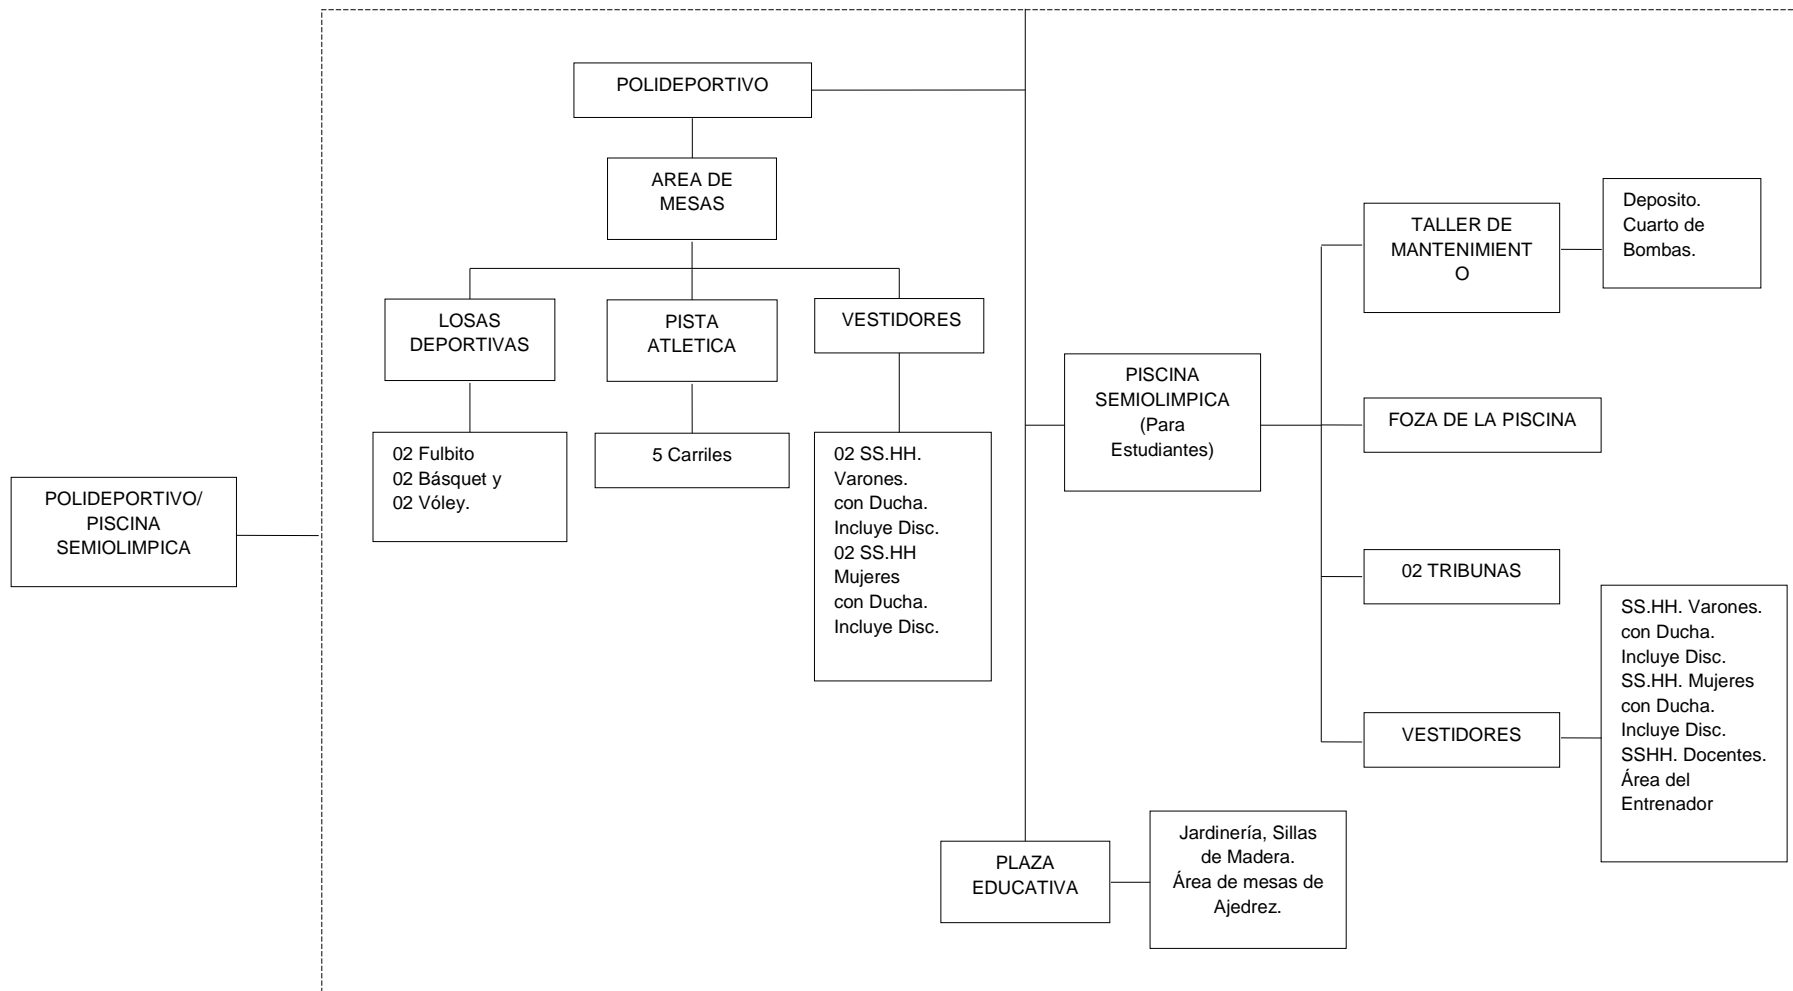 POLIDEPORTIVO/
PISCINA
SEMIOLIMPICA
POLIDEPORTIVO
AREA DE
MESAS
LOSAS
DEPORTIVAS
PISTA
ATLETICA
VESTIDORES
02 Fulbito
02 Básquet y
02 Vóley.
5 Carriles
02 SS.HH.
Varones.
con Ducha.
Incluye Disc.
02 SS.HH
Mujeres
con Ducha.
Incluye Disc.
PISCINA
SEMIOLIMPICA
(Para
Estudiantes)
TALLER DE
MANTENIMIENT
O
Deposito.
Cuarto de
Bombas.
FOZA DE LA PISCINA
02 TRIBUNAS
VESTIDORES
SS.HH. Varones.
con Ducha.
Incluye Disc.
SS.HH. Mujeres
con Ducha.
Incluye Disc.
SSHH. Docentes.
Área del
Entrenador
PLAZA
EDUCATIVA
Jardinería, Sillas
de Madera.
Área de mesas de
Ajedrez.